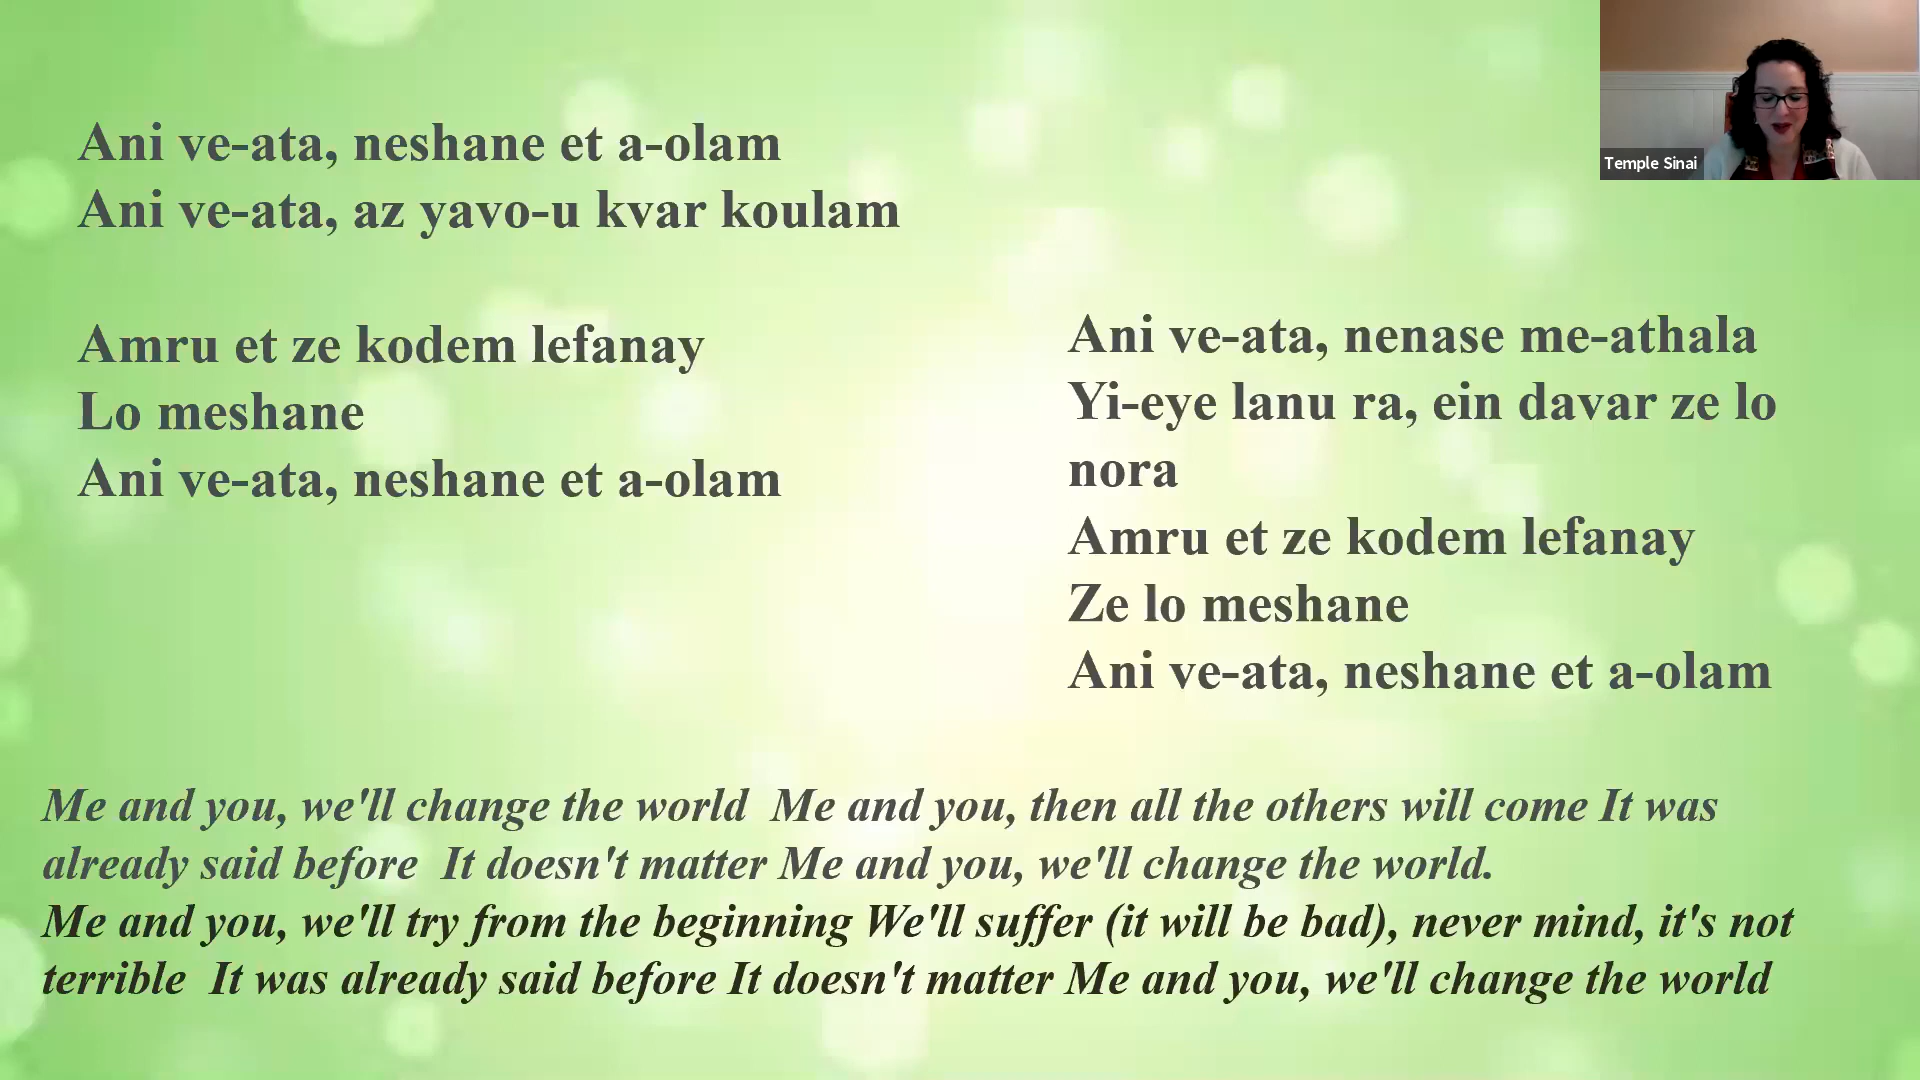 Ani ve-ata, neshane et a-olam
Ani ve-ata, az yavo-u kvar koulam
Amru et ze kodem lefanay
Lo meshane
Ani ve-ata, neshane et a-olam
Ani ve-ata, nenase me-athala
Yi-eye lanu ra, ein davar ze lo
nora
Amru et ze kodem lefanay
Ze lo meshane
Ani ve-ata, neshane et a-olam
Me and you, we'll change the world  Me and you, then all the others will come It was
already said before  It doesn't matter Me and you, we'll change the world.
Me and you, we'll try from the beginning We'll suffer (it will be bad), never mind, it's not
terrible  It was already said before It doesn't matter Me and you, we'll change the world
Temple Sinai